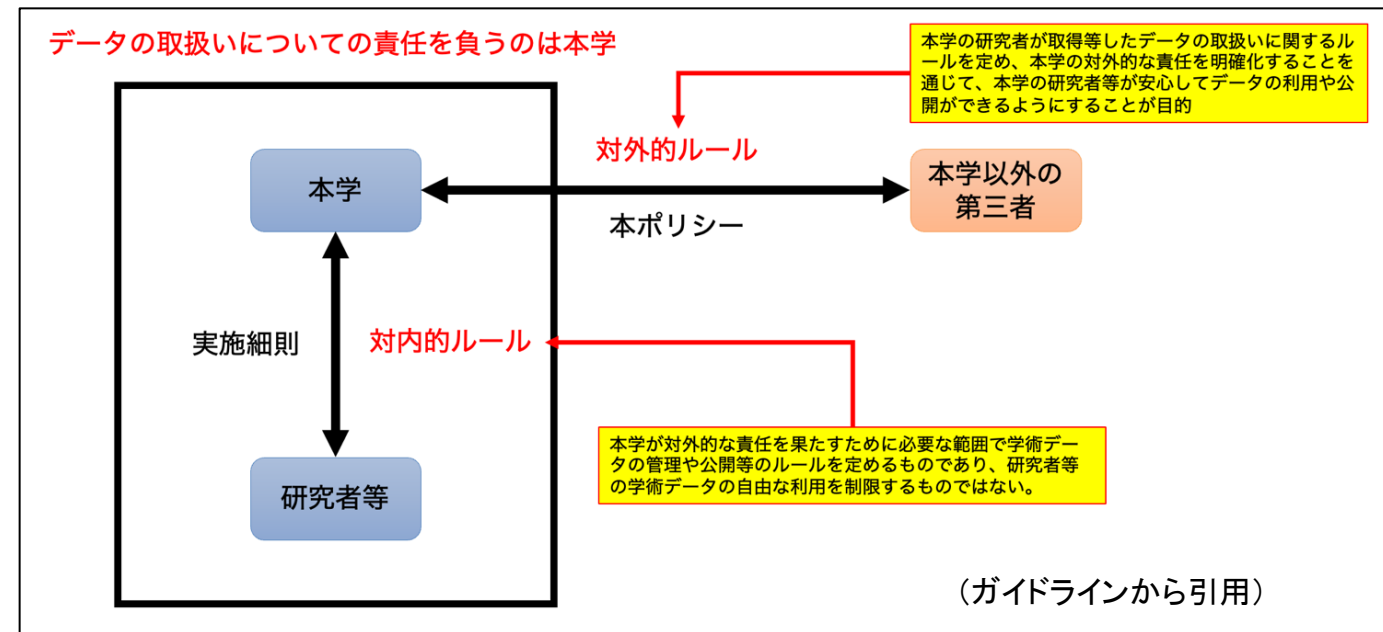 データの取扱いについての責任を負うのは本学
本学の研究者が取得等したデータの取扱いに関するル
ールを定め、本学の対外的な責任を明確化することを
通じて、本学の研究者等が安心してデータの利用や公
開ができるようにすることが目的
対外的ルール
本学
本学以外の
第三者
本ポリシー
実施細則
対内的ルール
本学が対外的な責任を果たすために必要な範囲で学術デー
タの管理や公開等のルールを定めるものであり、研究者等
の学術データの自由な利用を制限するものではない。
研究者等
（ガイドラインから引用）